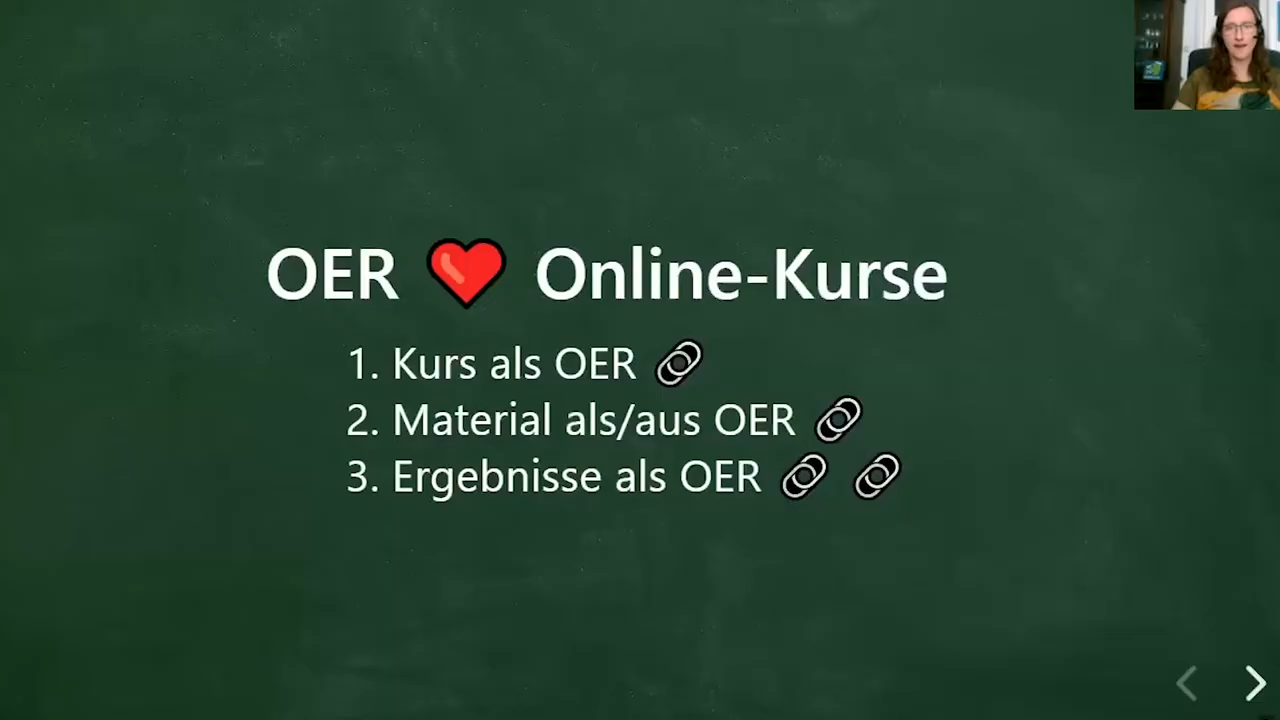 OER ❤️ Online-Kurse
1. Kurs als OER 🔗
2. Material als/aus OER 🔗
3. Ergebnisse als OER 🔗 🔗